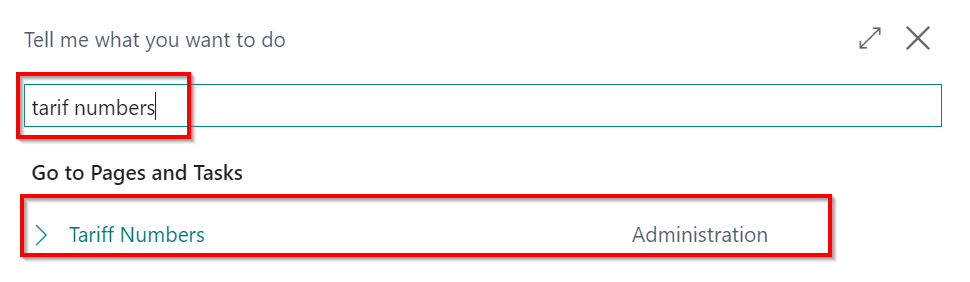 Tell me what you want to do
tarif numbers
Go to Pages and Tasks
Tariff Numbers Administration